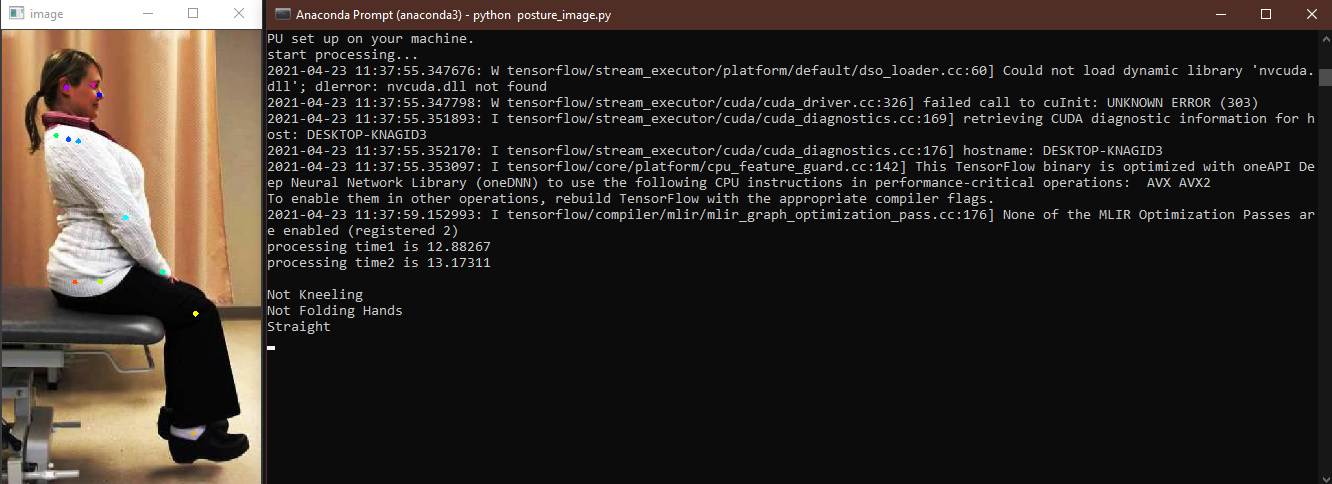 image
Anaconda Prompt (anaconda3) - python  posture_image.py
PU set up on your machine.
start processing...
2021-04-23 11:37:55.347676: W tensorflow/stream_executor/platform/default/dso_loader.cc:60] Could not load dynamic library 'nvcuda.
dll'; dlerror: nvcuda.dll not found
2021-04-23 11:37:55.347798: W tensorflow/stream_executor/cuda/cuda_driver.cc:326] failed call to cuInit: UNKNOWN ERROR (303)
2021-04-23 11:37:55.351893: I tensorflow/stream_executor/cuda/cuda_diagnostics.cc:169] retrieving CUDA diagnostic information for h
ost: DESKTOP-KNAGID3
2021-04-23 11:37:55.352170: I tensorflow/stream_executor/cuda/cuda_diagnostics.cc:176] hostname: DESKTOP-KNAGID3
2021-04-23 11:37:55.353097: I tensorflow/core/platform/cpu_feature_guard.cc:142] This TensorFlow binary is optimized with oneAPI De
ep Neural Network Library (oneDNN) to use the following CPU instructions in performance-critical operations:  AVX AVX2
To enable them in other operations, rebuild TensorFlow with the appropriate compiler flags.
2021-04-23 11:37:59.152993: I tensorflow/compiler/mlir/mlir_graph_optimization_pass.cc:176] None of the MLIR Optimization Passes ar
e enabled (registered 2)
processing time1 is 12.88267
processing time2 is 13.17311
Not Kneeling
Not Folding Hands
Straight